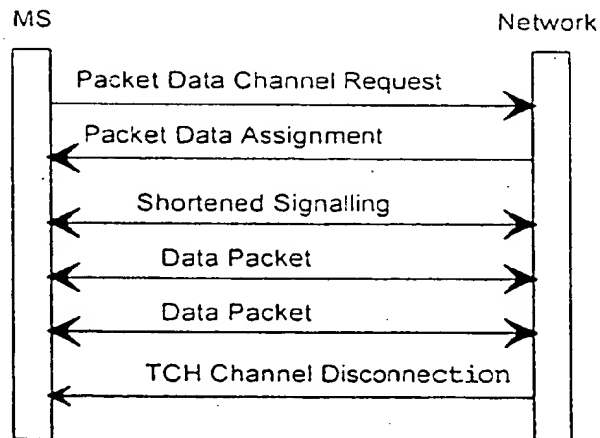 MS
Network
Packet Data Channel Request
Packet Data Assignment
Shortened Signalling
Data Packet
Data Packet
TCH Channel Disconnection